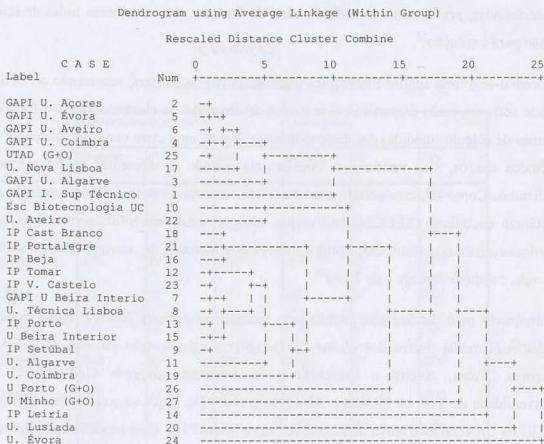 Dendrogram using Average Linkage (Within Group)
Rescaled Distance Cluster Combine
C A S E 0 5 10 15 20 25
Label Num +---------+---------+---------+---------+---------+
GAPI U. Açores 2
GAPI U. Évora 5
GAPI U. Aveiro 6
GAPI U. Coimbra 4
UTAD (G+O) 25
U. Nova Lisboa 17
GAPI U. Algarve 3
GAPI I. Sup Técnico 1
Esc Biotecnologia UC 10
U. Aveiro 22
IP Cast Branco 18
IP Portalegre 21
IP Beja 16
IP Tomar 12
IP V. Castelo 23
GAPI U Beira Interio 7
U. Técnica Lisboa 8
IP Porto 13
U Beira Interior 15
IP Setúbal 9
U. Algarve 11
U. Coimbra 19
U Porto (G+O) 26
U Minho (G+O) 27
IP Leiria 14
U. Lusiada 20
U. Évora 24